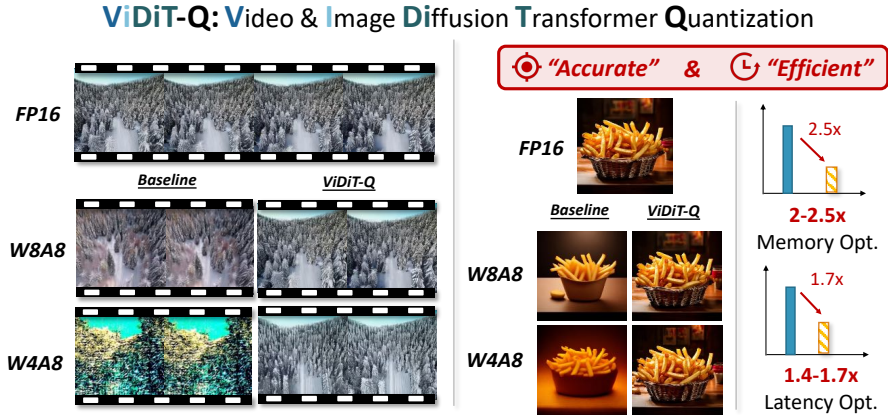 ViDiT-Q: Video & Image Diffusion Transformer Quantization
FP16
Baseline
ViDiT-Q
W8A8
W4A8
"Accurate" & "Efficient"
FP16
Baseline
ViDiT-Q
W8A8
W4A8
2.5x
2-2.5x
Memory Opt.
1.7x
1.4-1.7x
Latency Opt.